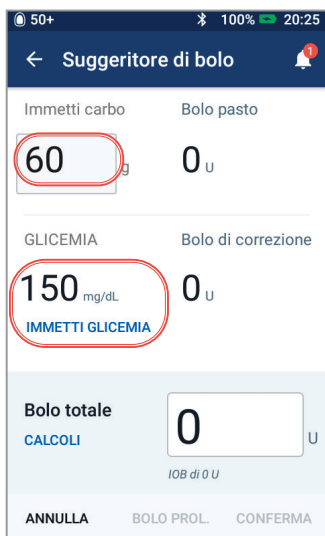 50+ 100% 20:25
Suggeritore di bolo 1
Immetti carbo Bolo pasto
60 g 0 U
GLICEMIA Bolo di correzione
150 mg/dL 0 U
IMMETTI GLICEMIA
Bolo totale
CALCOLI 0 U
IOB di 0 U
ANNULLA BOLO PROL. CONFERMA